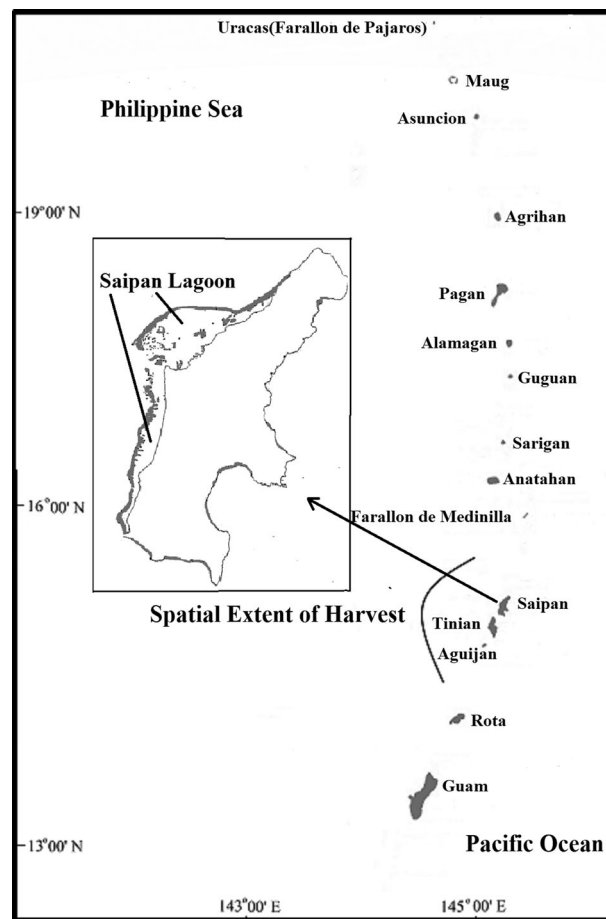 Uracas(Farallon de Pajaros)
Maug
Philippine Sea
Asuncion
19°00' N
Agrihan
Saipan Lagoon
Pagan
Alamagan
Guguan
Sarigan
Anatahan
16°00' N
Farallon de Medinilla
Saipan
Spatial Extent of Harvest
Tinian
Aguijan
Rota
Guam
Pacific Ocean
13°00' N
143°00' E
145°00' E